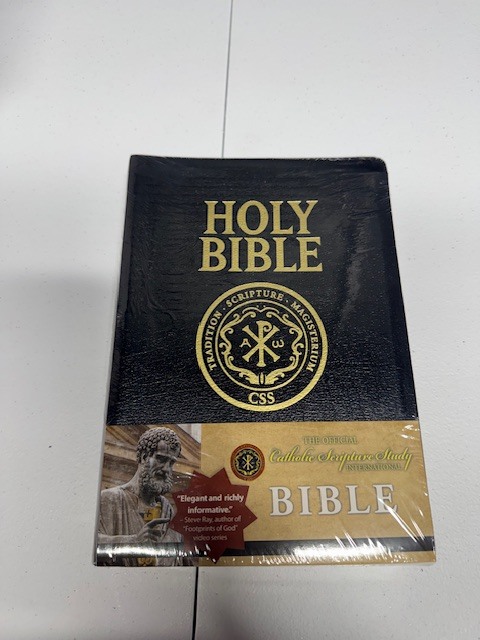 HOLY
BIBLE
TRADITION · SCRIPTURE · MAGISTERIUM
Α Ω
CSS
THE OFFICIAL
Catholic Scripture Study
INTERNATIONAL
BIBLE
"Elegant and richly
informative."
– Steve Ray, author of
"Footprints of God"
video series